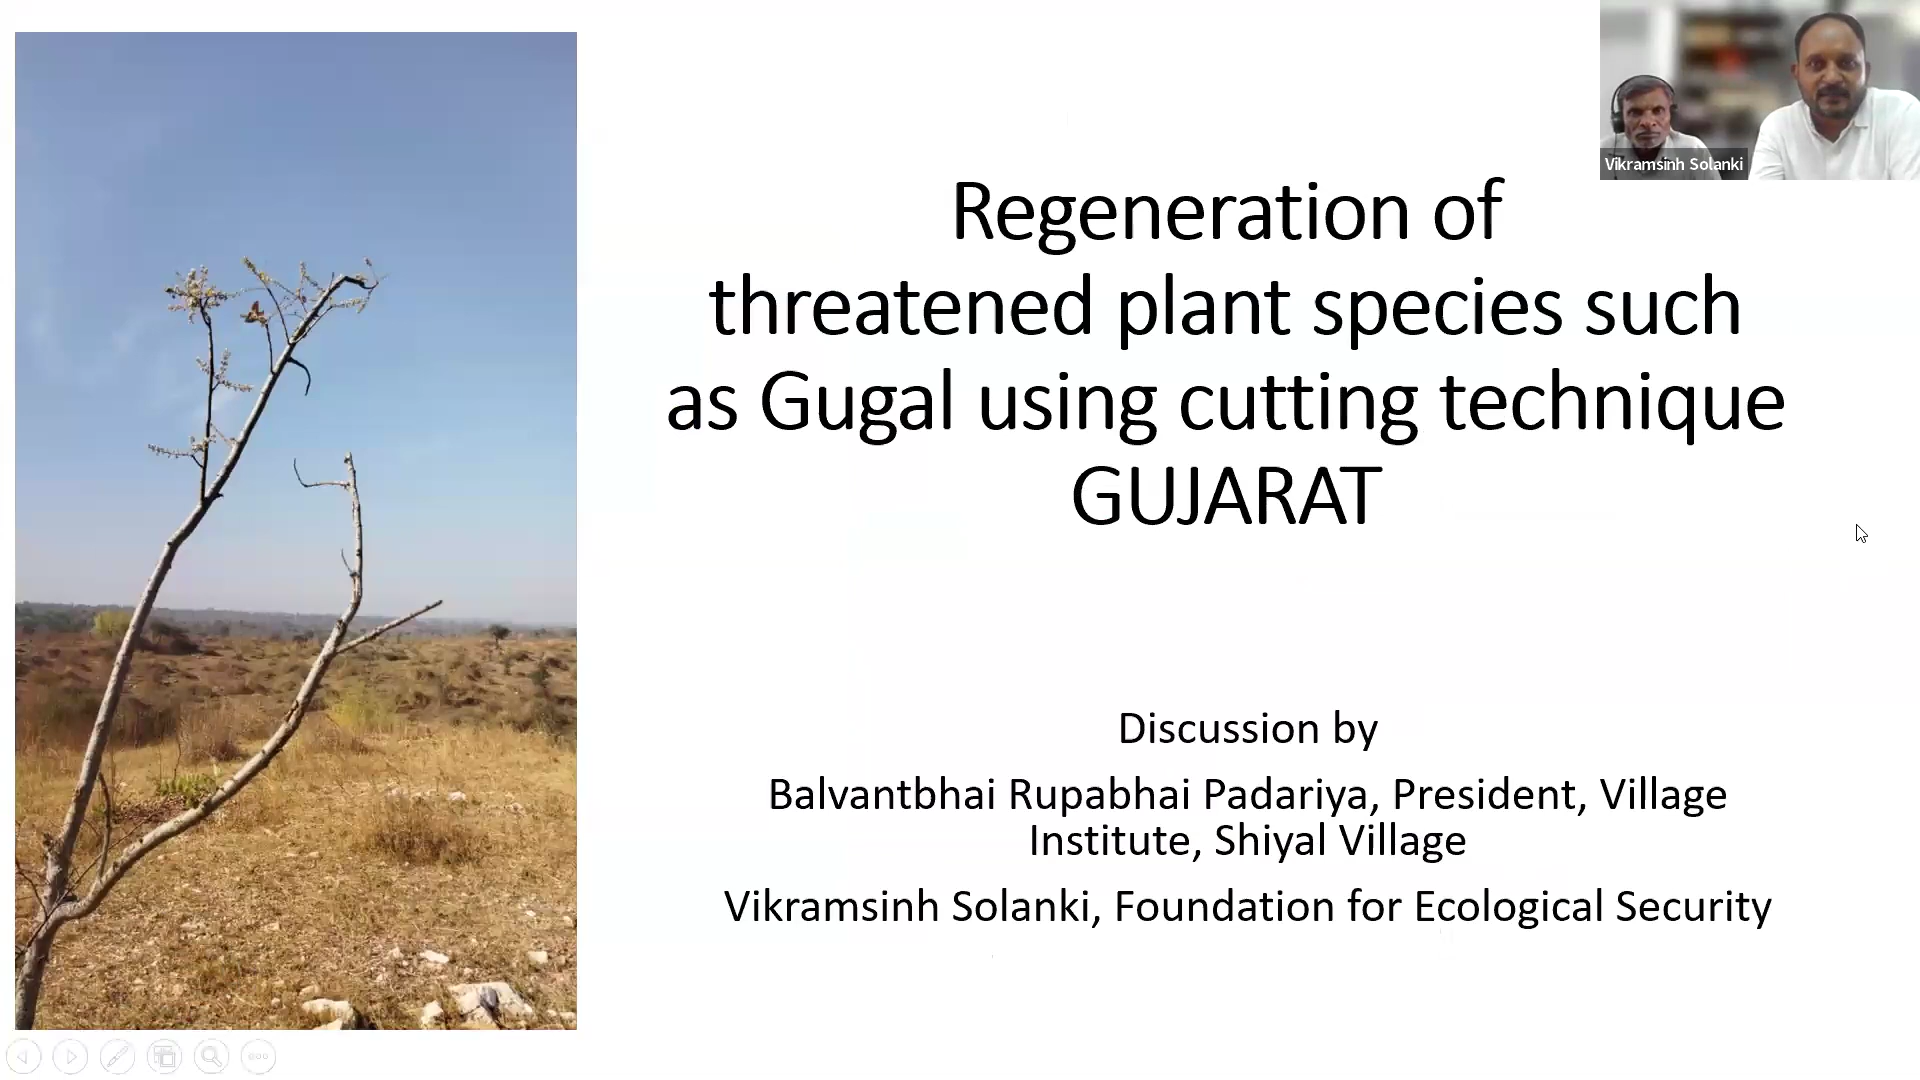 Vikramsinh Solanki
Regeneration of
threatened plant species such
as Gugal using cutting technique
GUJARAT
Discussion by
Balvantbhai Rupabhai Padariya, President, Village
Institute, Shiyal Village
Vikramsinh Solanki, Foundation for Ecological Security